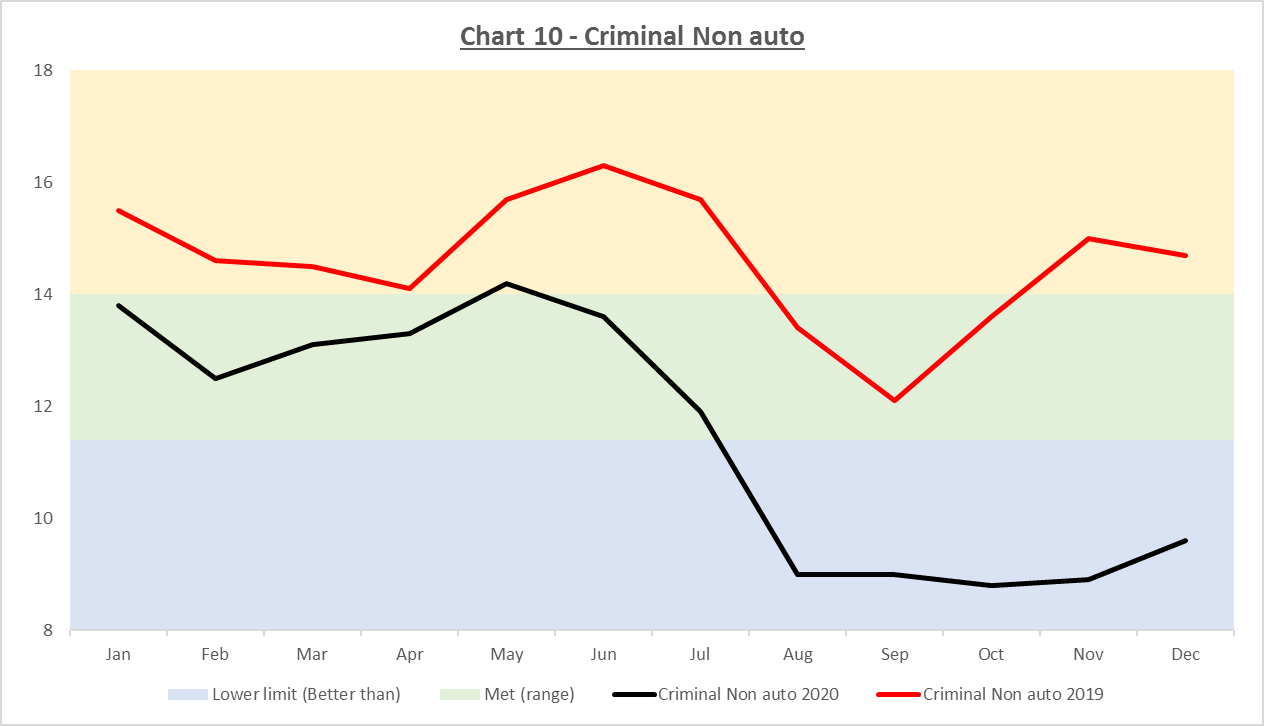 Chart 10 - Criminal Non auto
18
16
14
12
10
8
Jan Feb Mar Apr May Jun Jul Aug Sep Oct Nov Dec
Lower limit (Better than) Met (range) Criminal Non auto 2020 Criminal Non auto 2019